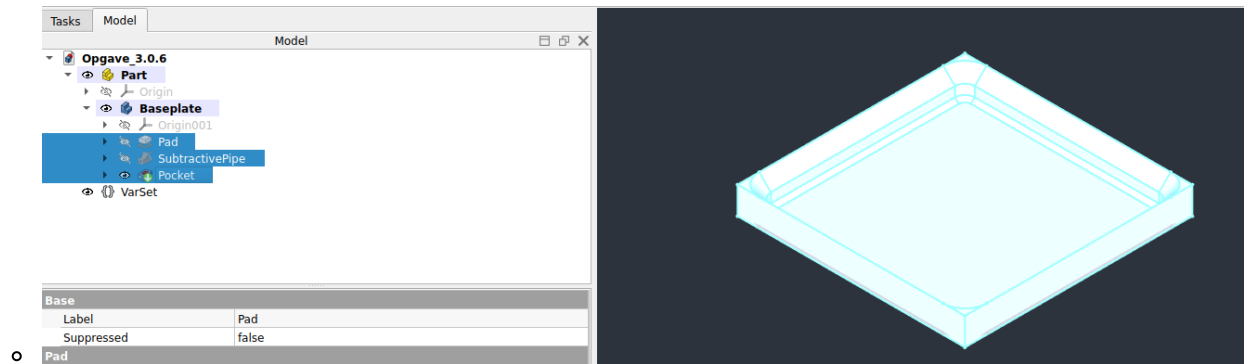 Tasks Model
Model
Opgave_3.0.6
Part
Origin
Baseplate
Origin001
Pad
SubtractivePipe
Pocket
VarSet
Base
Label Pad
Suppressed false
Pad